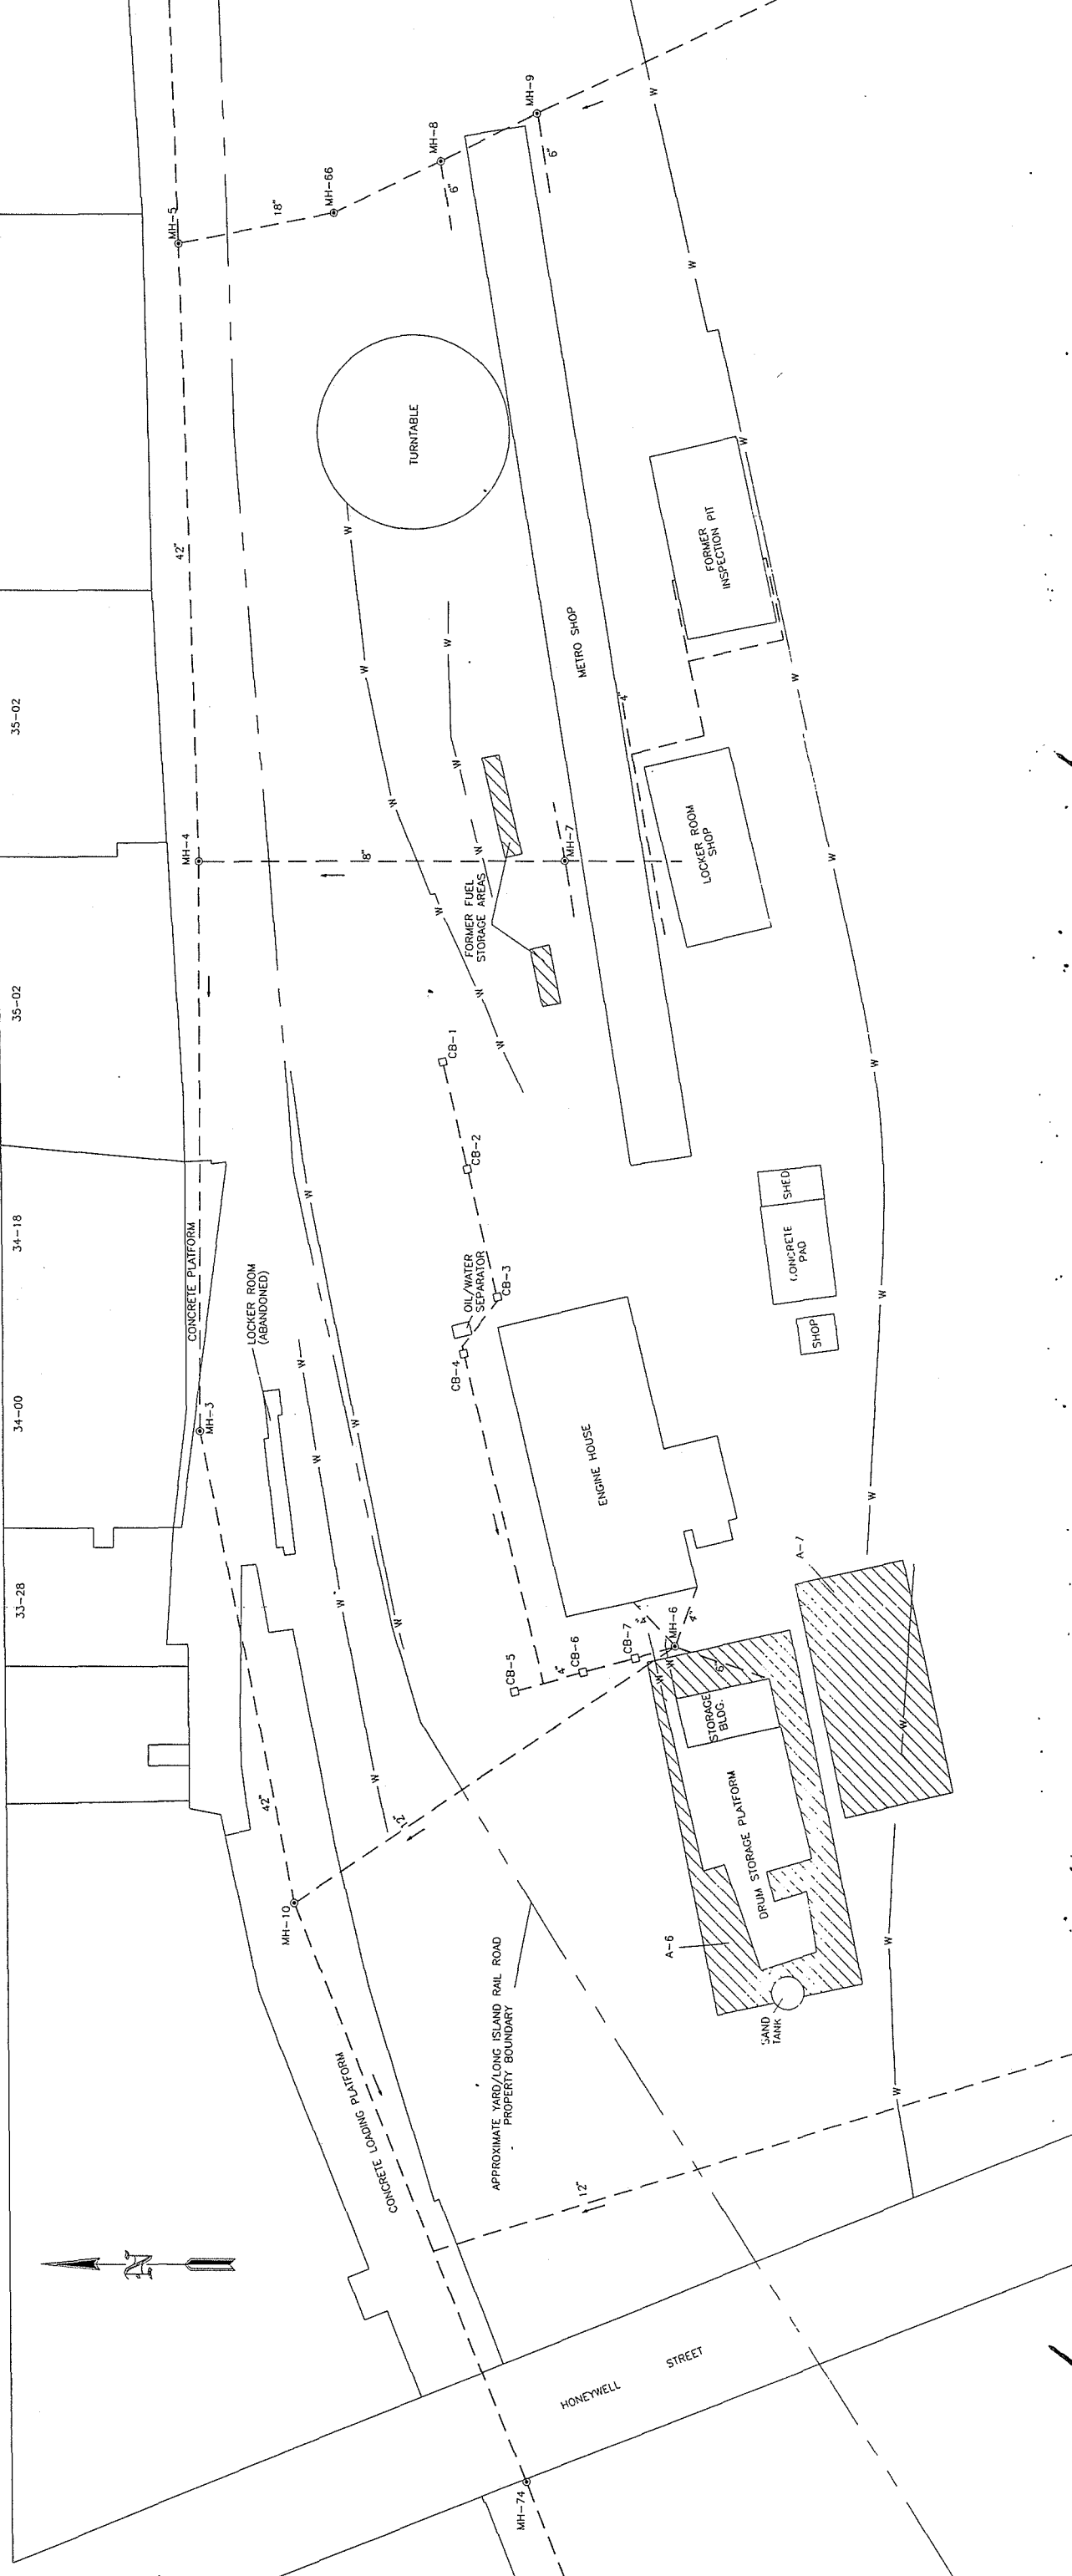 MH-9
W
MH-8
6"
6"
MH-66
MH-5
18"
W
42"
TURNTABLE
W
W
FORMER PIT
INSPECTION
W
METRO SHOP
W
W
W
4"
35-02
W
W
MH-4
8"
W
MH-7
LOCKER ROOM
SHOP
W
FORMER FUEL
STORAGE AREAS
W
W
35-02
W
CB-1
W
CB-2
W
SHED
CONCRETE
PAD
34-18
CONCRETE PLATFORM
OIL/WATER
SEPARATOR
CB-3
W
LOCKER ROOM
(ABANDONED)
SHOP
CB-4
W
34-00
MH-3
W
W
ENGINE HOUSE
W
A-7
33-28
W
W
4"
4"
MH-6
CB-7
CB-6
4"
CB-5
W
W
6"
STORAGE
BLDG.
W
W
42"
12"
DRUM STORAGE PLATFORM
MH-10
A-6
W
SAND
TANK
APPROXIMATE YARD/LONG ISLAND RAIL ROAD
PROPERTY BOUNDARY
CONCRETE LOADING PLATFORM
W
12"
N
HONEYWELL STREET
MH-74